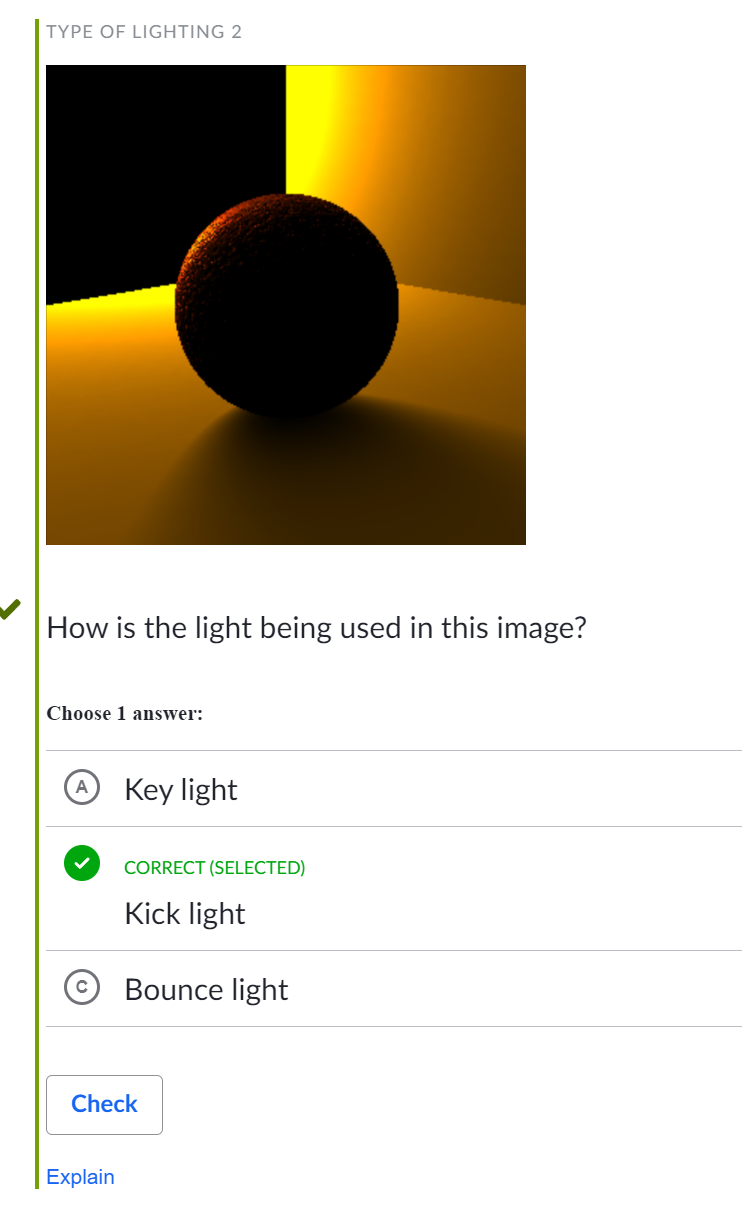 TYPE OF LIGHTING 2
How is the light being used in this image?
Choose 1 answer:
A
Key light
CORRECT (SELECTED)
Kick light
C
Bounce light
Check
Explain